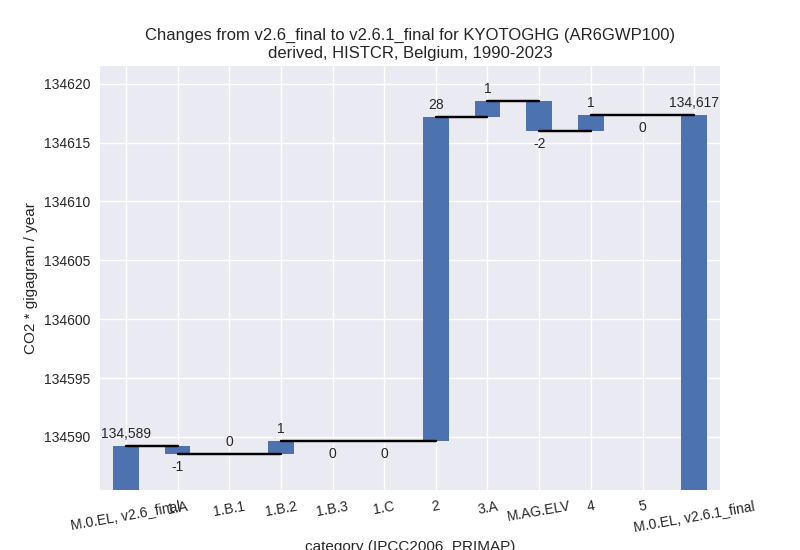 Changes from v2.6_final to v2.6.1_final for KYOTOGHG (AR6GWP100)
derived, HISTCR, Belgium, 1990-2023
CO2 * gigagram / year
134620
134615
134610
134605
134600
134595
134590
134,589
-1
0
1
0
0
28
1
-2
1
0
134,617
M.0.EL, v2.6_final
1.A
1.B.1
1.B.2
1.B.3
1.C
2
3.A
M.AG.ELV
4
5
M.0.EL, v2.6.1_final
category (IPCC2006_PRIMAP)